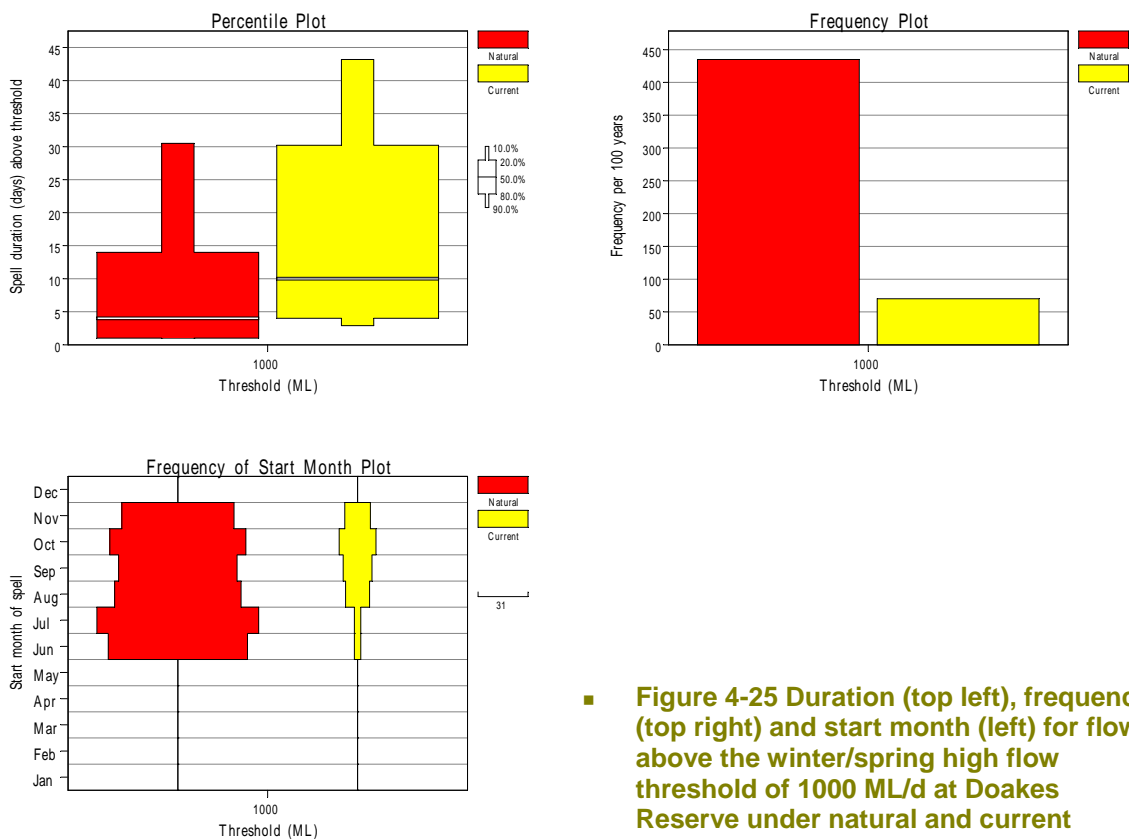 Percentile Plot
45
40
35
30
25
20
15
10
5
0
Spell duration (days) above threshold
1000
Threshold (ML)
Natural
Current
10.0%
20.0%
50.0%
80.0%
90.0%
Frequency Plot
450
400
350
300
250
200
150
100
50
0
Frequency per 100 years
1000
Threshold (ML)
Natural
Current
Frequency of Start Month Plot
Dec
Nov
Oct
Sep
Aug
Jul
Jun
May
Apr
Mar
Feb
Jan
Start month of spell
1000
Threshold (ML)
Natural
Current
31
▪ Figure 4-25 Duration (top left),
(top right) and start month (left) for
above the winter/spring high flow
threshold of 1000 ML/d at Doakes
Reserve under natural and current